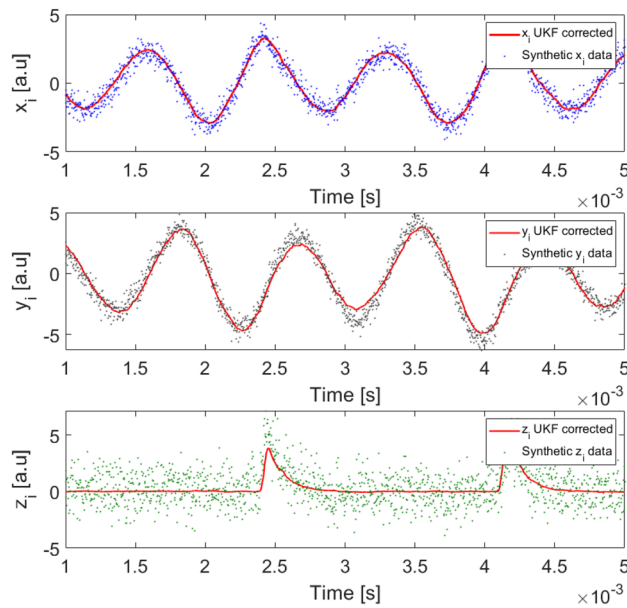 5
0
-5
x_i [a.u]
x_i UKF corrected
Synthetic x_i data
1 1.5 2 2.5 3 3.5 4 4.5 5
Time [s]
×10^-3
5
0
-5
y_i [a.u]
y_i UKF corrected
Synthetic y_i data
1 1.5 2 2.5 3 3.5 4 4.5 5
Time [s]
×10^-3
5
0
-5
z_i [a.u]
z_i UKF corrected
Synthetic z_i data
1 1.5 2 2.5 3 3.5 4 4.5 5
Time [s]
×10^-3